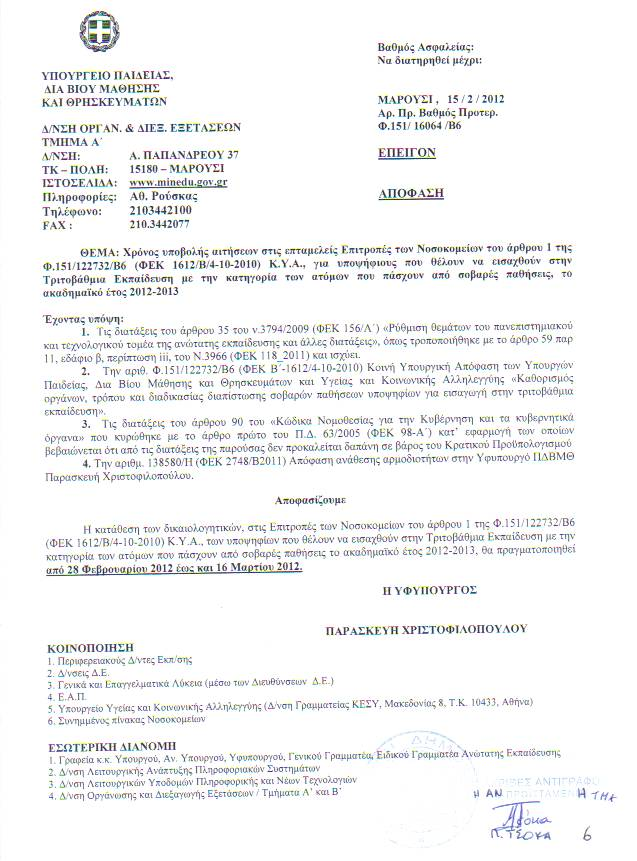 ΥΠΟΥΡΓΕΙΟ ΠΑΙΔΕΙΑΣ,
ΔΙΑ ΒΙΟΥ ΜΑΘΗΣΗΣ
ΚΑΙ ΘΡΗΣΚΕΥΜΑΤΩΝ
Δ/ΝΣΗ ΟΡΓΑΝ. & ΔΙΕΞ. ΕΞΕΤΑΣΕΩΝ
ΤΜΗΜΑ Α΄
Δ/ΝΣΗ: Α. ΠΑΠΑΝΔΡΕΟΥ 37
ΤΚ – ΠΟΛΗ: 15180 – ΜΑΡΟΥΣΙ
ΙΣΤΟΣΕΛΙΔΑ: www.minedu.gov.gr
Πληροφορίες: Αθ. Ρούσκας
Τηλέφωνο: 2103442100
FAX : 210.3442077
Βαθμός Ασφαλείας:
Να διατηρηθεί μέχρι:
ΜΑΡΟΥΣΙ , 15 / 2 / 2012
Αρ. Πρ. Βαθμός Προτερ.
Φ.151/ 16064 /Β6
ΕΠΕΙΓΟΝ
ΑΠΟΦΑΣΗ
ΘΕΜΑ: Χρόνος υποβολής αιτήσεων στις επταμελείς Επιτροπές των Νοσοκομείων του άρθρου 1 της
Φ.151/122732/Β6 (ΦΕΚ 1612/Β/4-10-2010) Κ.Υ.Α., για υποψήφιους που θέλουν να εισαχθούν στην
Τριτοβάθμια Εκπαίδευση με την κατηγορία των ατόμων που πάσχουν από σοβαρές παθήσεις, το
ακαδημαϊκό έτος 2012-2013
Έχοντας υπόψη:
1. Τις διατάξεις του άρθρου 35 του ν.3794/2009 (ΦΕΚ 156/Α΄) «Ρύθμιση θεμάτων του πανεπιστημιακού
και τεχνολογικού τομέα της ανώτατης εκπαίδευσης και άλλες διατάξεις», όπως τροποποιήθηκε με το άρθρο 59 παρ
11, εδάφιο β, περίπτωση iii, του Ν.3966 (ΦΕΚ 118_2011) και ισχύει.
2. Την αριθ. Φ.151/122732/Β6 (ΦΕΚ Β΄-1612/4-10-2010) Κοινή Υπουργική Απόφαση των Υπουργών
Παιδείας, Δια Βίου Μάθησης και Θρησκευμάτων και Υγείας και Κοινωνικής Αλληλεγγύης «Καθορισμός
οργάνων, τρόπου και διαδικασίας διαπίστωσης σοβαρών παθήσεων υποψηφίων για εισαγωγή στην τριτοβάθμια
εκπαίδευση».
3. Τις διατάξεις του άρθρου 90 του «Κώδικα Νομοθεσίας για την Κυβέρνηση και τα κυβερνητικά
όργανα» που κυρώθηκε με το άρθρο πρώτο του Π.Δ. 63/2005 (ΦΕΚ 98-Α΄) κατ’ εφαρμογή των οποίων
βεβαιώνεται ότι από τις διατάξεις της παρούσας δεν προκαλείται δαπάνη σε βάρος του Κρατικού Προϋπολογισμού
4. Την αριθμ. 138580/Η (ΦΕΚ 2748/Β2011) Απόφαση ανάθεσης αρμοδιοτήτων στην Υφυπουργό ΠΔΒΜΘ
Παρασκευή Χριστοφιλοπούλου.
Αποφασίζουμε
Η κατάθεση των δικαιολογητικών, στις Επιτροπές των Νοσοκομείων του άρθρου 1 της Φ.151/122732/Β6
(ΦΕΚ 1612/Β/4-10-2010) Κ.Υ.Α., των υποψηφίων που θέλουν να εισαχθούν στην Τριτοβάθμια Εκπαίδευση με την
κατηγορία των ατόμων που πάσχουν από σοβαρές παθήσεις το ακαδημαϊκό έτος 2012-2013, θα πραγματοποιηθεί
από 28 Φεβρουαρίου 2012 έως και 16 Μαρτίου 2012.
Η ΥΦΥΠΟΥΡΓΟΣ
ΠΑΡΑΣΚΕΥΗ ΧΡΙΣΤΟΦΙΛΟΠΟΥΛΟΥ
ΚΟΙΝΟΠΟΙΗΣΗ
1. Περιφερειακούς Δ/ντες Εκπ/σης
2. Δ/νσεις Δ.Ε.
3. Γενικά και Επαγγελματικά Λύκεια (μέσω των Διευθύνσεων Δ.Ε.)
4. Ε.Α.Π.
5. Υπουργείο Υγείας και Κοινωνικής Αλληλεγγύης (Δ/νση Γραμματείας ΚΕΣΥ, Μακεδονίας 8, Τ.Κ. 10433, Αθήνα)
6. Συνημμένος πίνακας Νοσοκομείων
ΕΣΩΤΕΡΙΚΗ ΔΙΑΝΟΜΗ
1. Γραφεία κ.κ. Υπουργού, Αν. Υπουργού, Υφυπουργού, Γενικού Γραμματέα, Ειδικού Γραμματέα Ανώτατης Εκπαίδευσης
2. Δ/νση Λειτουργικής Ανάπτυξης Πληροφοριακών Συστημάτων
3. Δ/νση Λειτουργικών Υποδομών Πληροφορικής και Νέων Τεχνολογιών
4. Δ/νση Οργάνωσης και Διεξαγωγής Εξετάσεων / Τμήματα Α’ και Β’
ΑΝΤΙΓΡΑΦΟ
Η ΑΝ
Π. ΤΣΟΚΑ
6